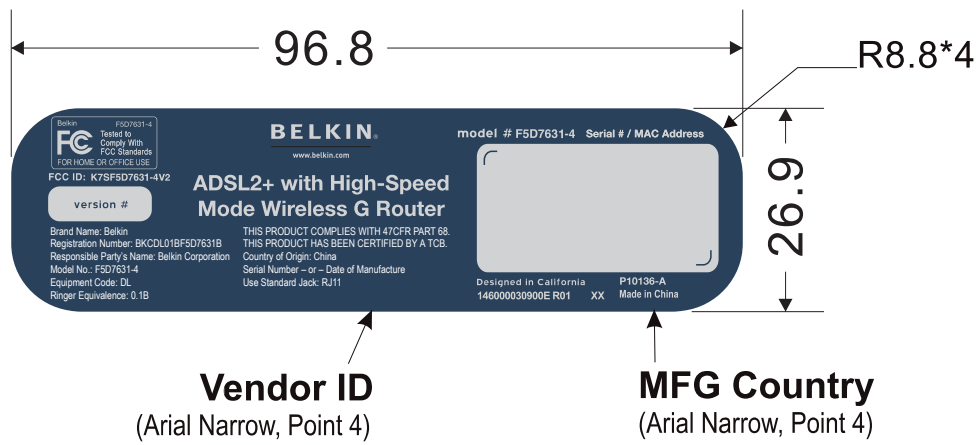 96.8
R8.8*4
26.9
Belkin F5D7631-4
FC
Tested to
Comply With
FCC Standards
FOR HOME OR OFFICE USE
FCC ID: K7SF5D7631-4V2
version #
BELKIN®
www.belkin.com
ADSL2+ with High-Speed
Mode Wireless G Router
model # F5D7631-4 Serial # / MAC Address
Brand Name: Belkin
Registration Number: BKCDL01BF5D7631B
Responsible Party's Name: Belkin Corporation
Model No.: F5D7631-4
Equipment Code: DL
Ringer Equivalence: 0.1B
THIS PRODUCT COMPLIES WITH 47CFR PART 68.
THIS PRODUCT HAS BEEN CERTIFIED BY A TCB.
Country of Origin: China
Serial Number – or – Date of Manufacture
Use Standard Jack: RJ11
Designed in California P10136-A
146000030900E R01 XX Made in China
Vendor ID
(Arial Narrow, Point 4)
MFG Country
(Arial Narrow, Point 4)